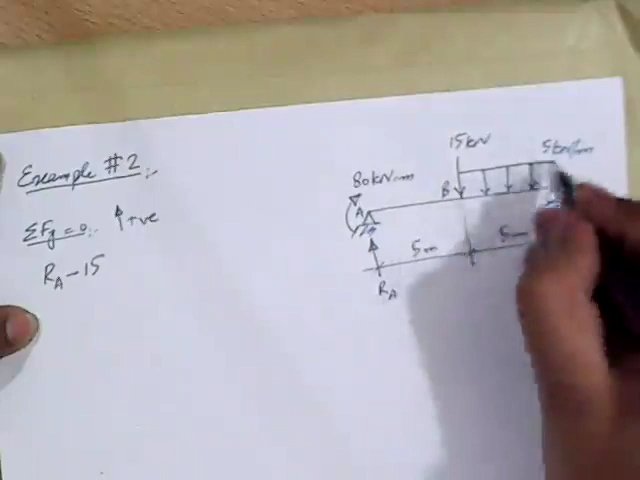 Example #2:-
ΣFy = 0:- ↑+ve
RA - 15
15kN
5kN/m
80kN.m
A
B
5m
5m
RA